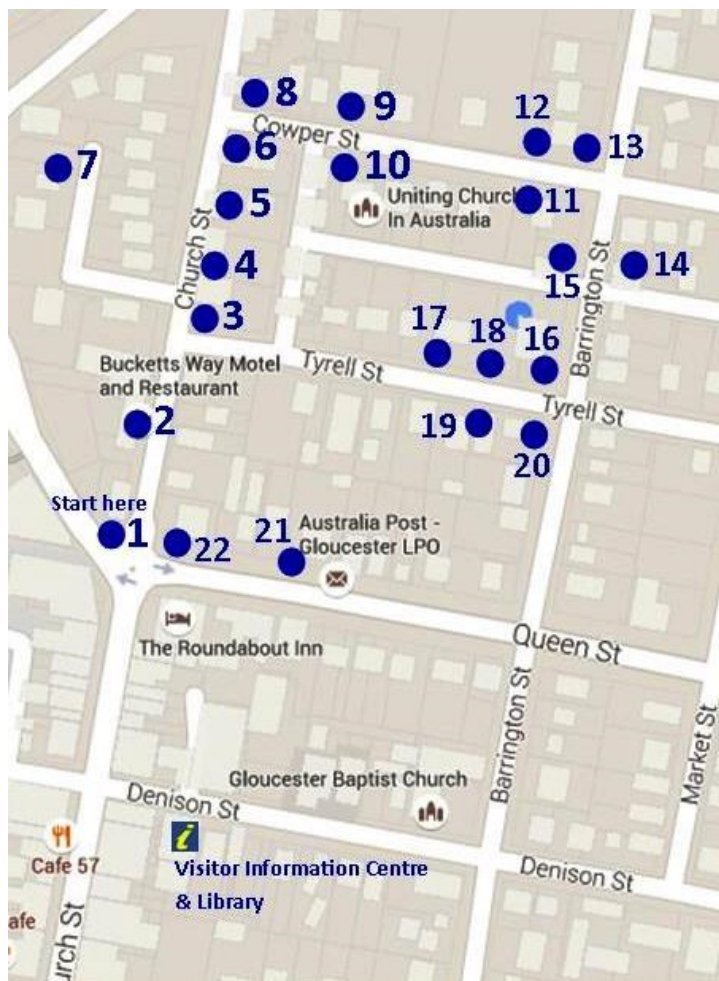 8
9
12
13
Cowper St
6
7
10
5
Uniting Church
In Australia
11
Church St
4
3
15
14
Barrington St
17
18
16
Bucketts Way Motel
and Restaurant
Tyrell St
Tyrell St
2
19
20
Start here
1
22
21
Australia Post -
Gloucester LPO
The Roundabout Inn
Queen St
Barrington St
Market St
Gloucester Baptist Church
Denison St
i
Cafe 57
Visitor Information Centre
& Library
Denison St
afe
urch St